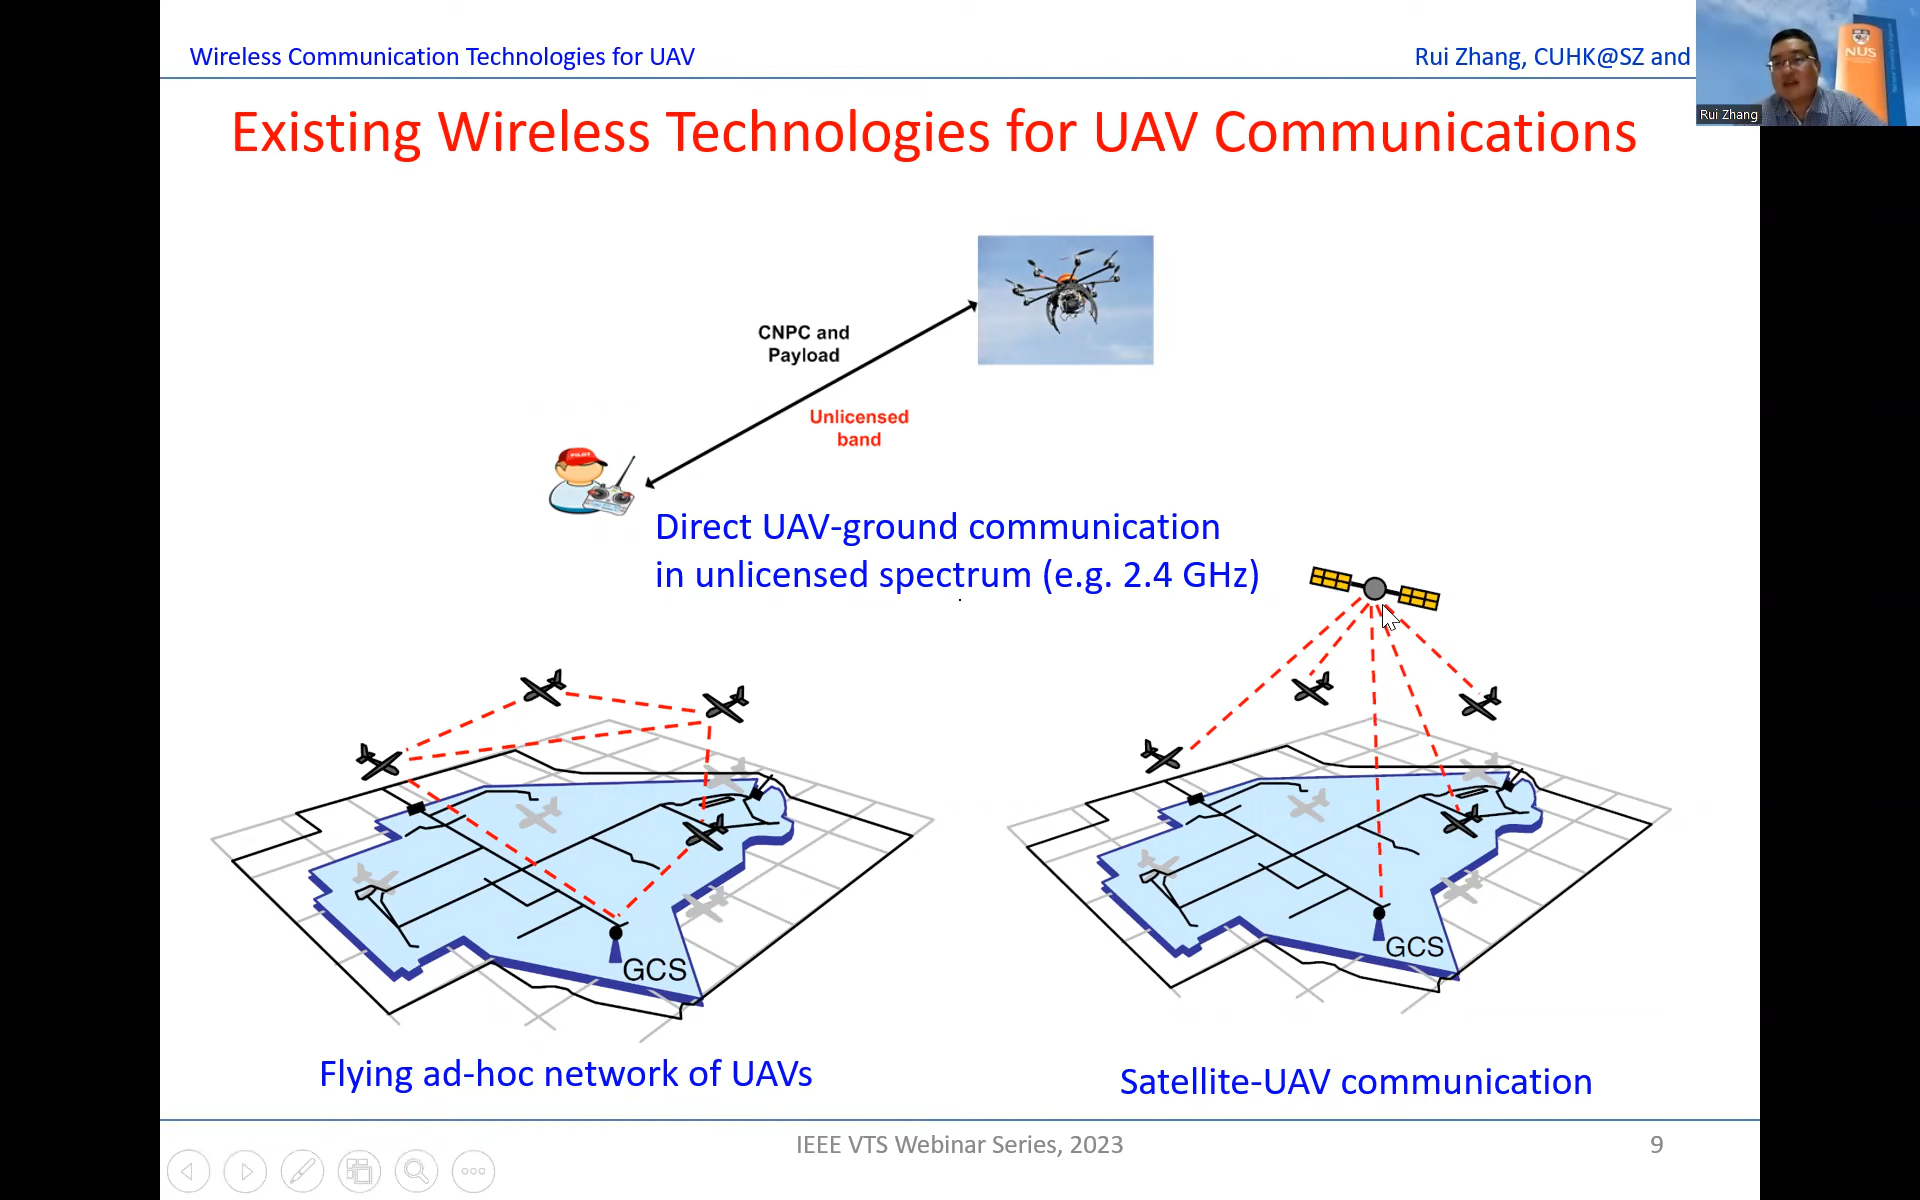 Wireless Communication Technologies for UAV
Rui Zhang, CUHK@SZ and
NUS
Rui Zhang
Existing Wireless Technologies for UAV Communications
CNPC and
Payload
Unlicensed
band
PILOT
Direct UAV-ground communication
in unlicensed spectrum (e.g. 2.4 GHz)
GCS
GCS
Flying ad-hoc network of UAVs
Satellite-UAV communication
IEEE VTS Webinar Series, 2023
9